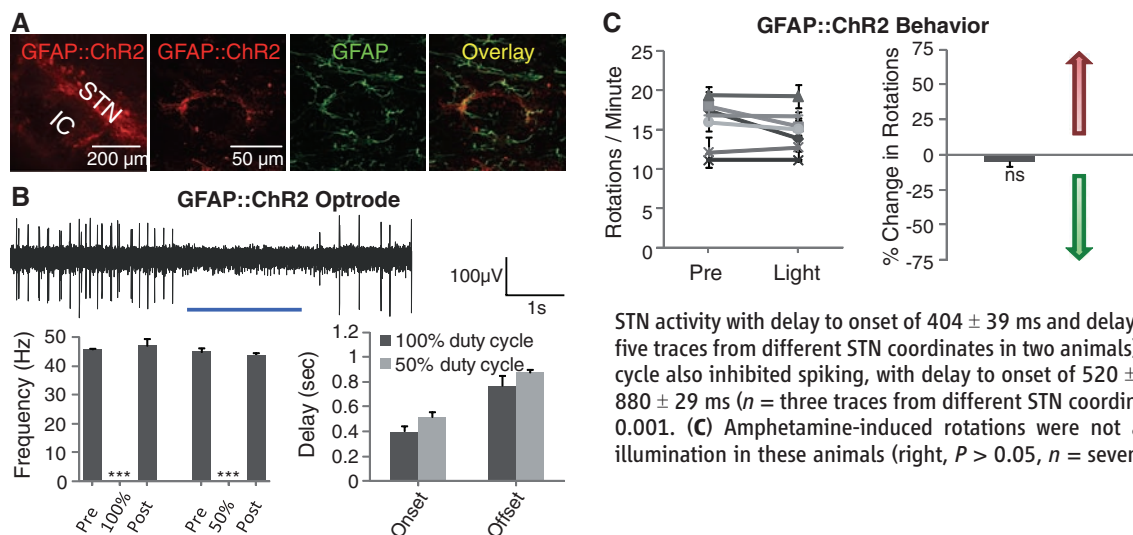 A
GFAP::ChR2
GFAP::ChR2
GFAP
Overlay
STN
IC
200 µm
50 µm
B
GFAP::ChR2 Optrode
100µV
1s
Frequency (Hz)
50
40
30
20
10
0
***
***
Pre
100%
Post
Pre
50%
Post
Delay (sec)
1.2
1
0.8
0.6
0.4
0.2
0
100% duty cycle
50% duty cycle
Onset
Offset
C
GFAP::ChR2 Behavior
Rotations / Minute
25
20
15
10
5
0
Pre
Light
% Change in Rotations
75
50
25
0
-25
-50
-75
ns
STN activity with delay to onset of 404 ± 39 ms and delay
five traces from different STN coordinates in two animals)
cycle also inhibited spiking, with delay to onset of 520 ±
880 ± 29 ms (n = three traces from different STN coordin
0.001. (C) Amphetamine-induced rotations were not
illumination in these animals (right, P > 0.05, n = seven